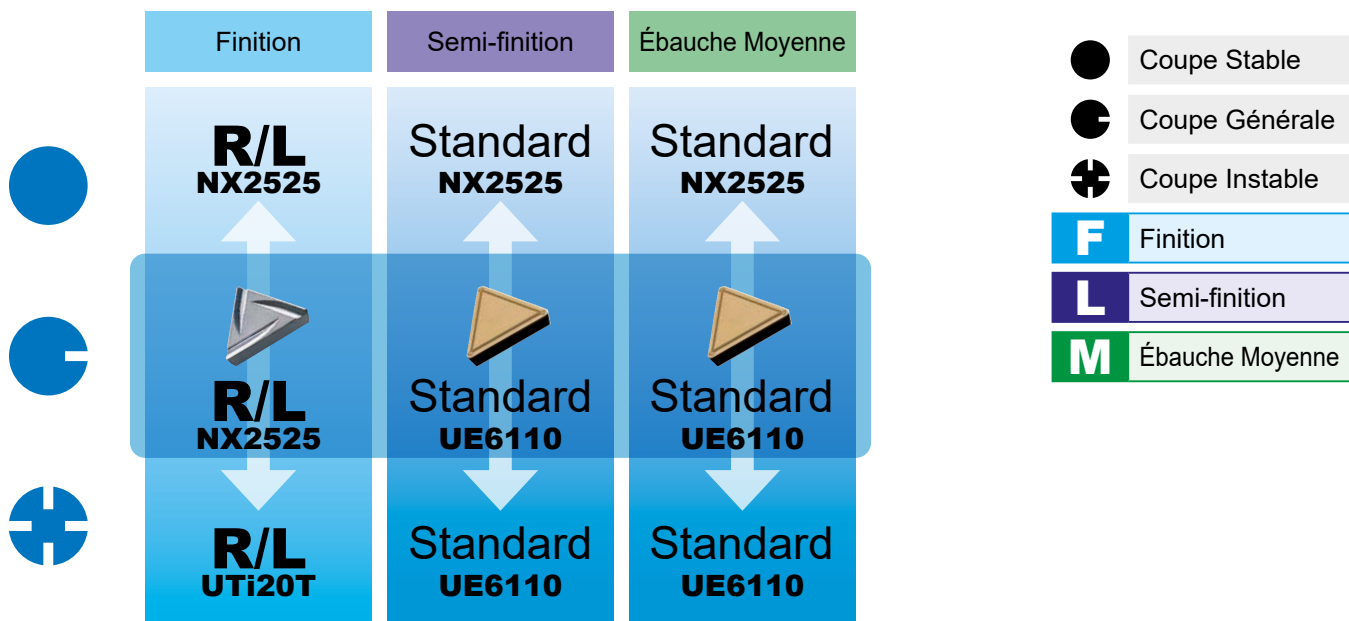 Finition
Semi-finition
Ébauche Moyenne
R/L
NX2525
Standard
NX2525
Standard
NX2525
R/L
NX2525
Standard
UE6110
Standard
UE6110
R/L
UTi20T
Standard
UE6110
Standard
UE6110
Coupe Stable
Coupe Générale
Coupe Instable
F Finition
L Semi-finition
M Ébauche Moyenne